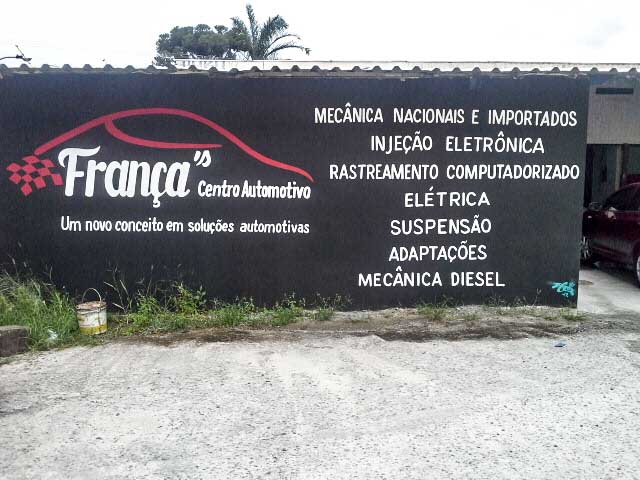 França's
Centro Automotivo
Um novo conceito em soluções automotivas
MECÂNICA NACIONAIS E IMPORTADOS
INJEÇÃO ELETRÔNICA
RASTREAMENTO COMPUTADORIZADO
ELÉTRICA
SUSPENSÃO
ADAPTAÇÕES
MECÂNICA DIESEL